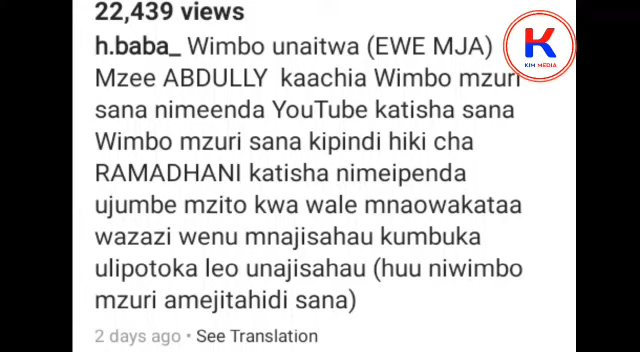 22,439 views
h.baba_ Wimbo unaitwa (EWE MJA)
Mzee ABDULLY kaachia Wimbo mzuri
sana nimeenda YouTube katisha sana
Wimbo mzuri sana kipindi hiki cha
RAMADHANI katisha nimeipenda
ujumbe mzito kwa wale mnaowakataa
wazazi wenu mnajisahau kumbuka
ulipotoka leo unajisahau (huu niwimbo
mzuri amejitahidi sana)
2 days ago • See Translation
K
KIM MEDIA